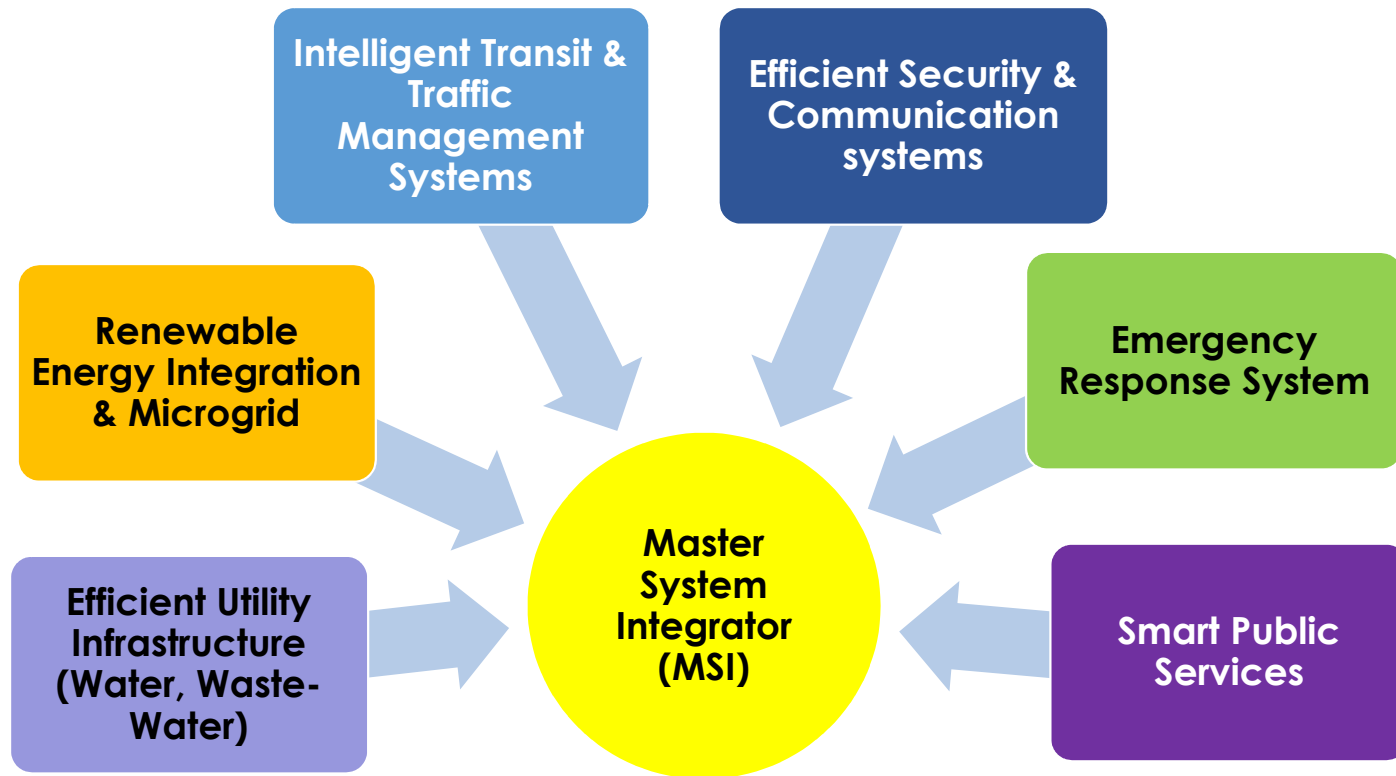 Intelligent Transit &
Traffic
Management
Systems
Efficient Security &
Communication
systems
Renewable
Energy Integration
& Microgrid
Emergency
Response System
Efficient Utility
Infrastructure
(Water, Waste-
Water)
Master
System
Integrator
(MSI)
Smart Public
Services